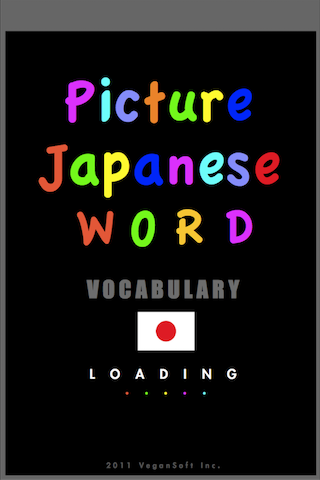 Picture
Japanese
WORD
VOCABULARY
LOADING
2011 VeganSoft Inc.